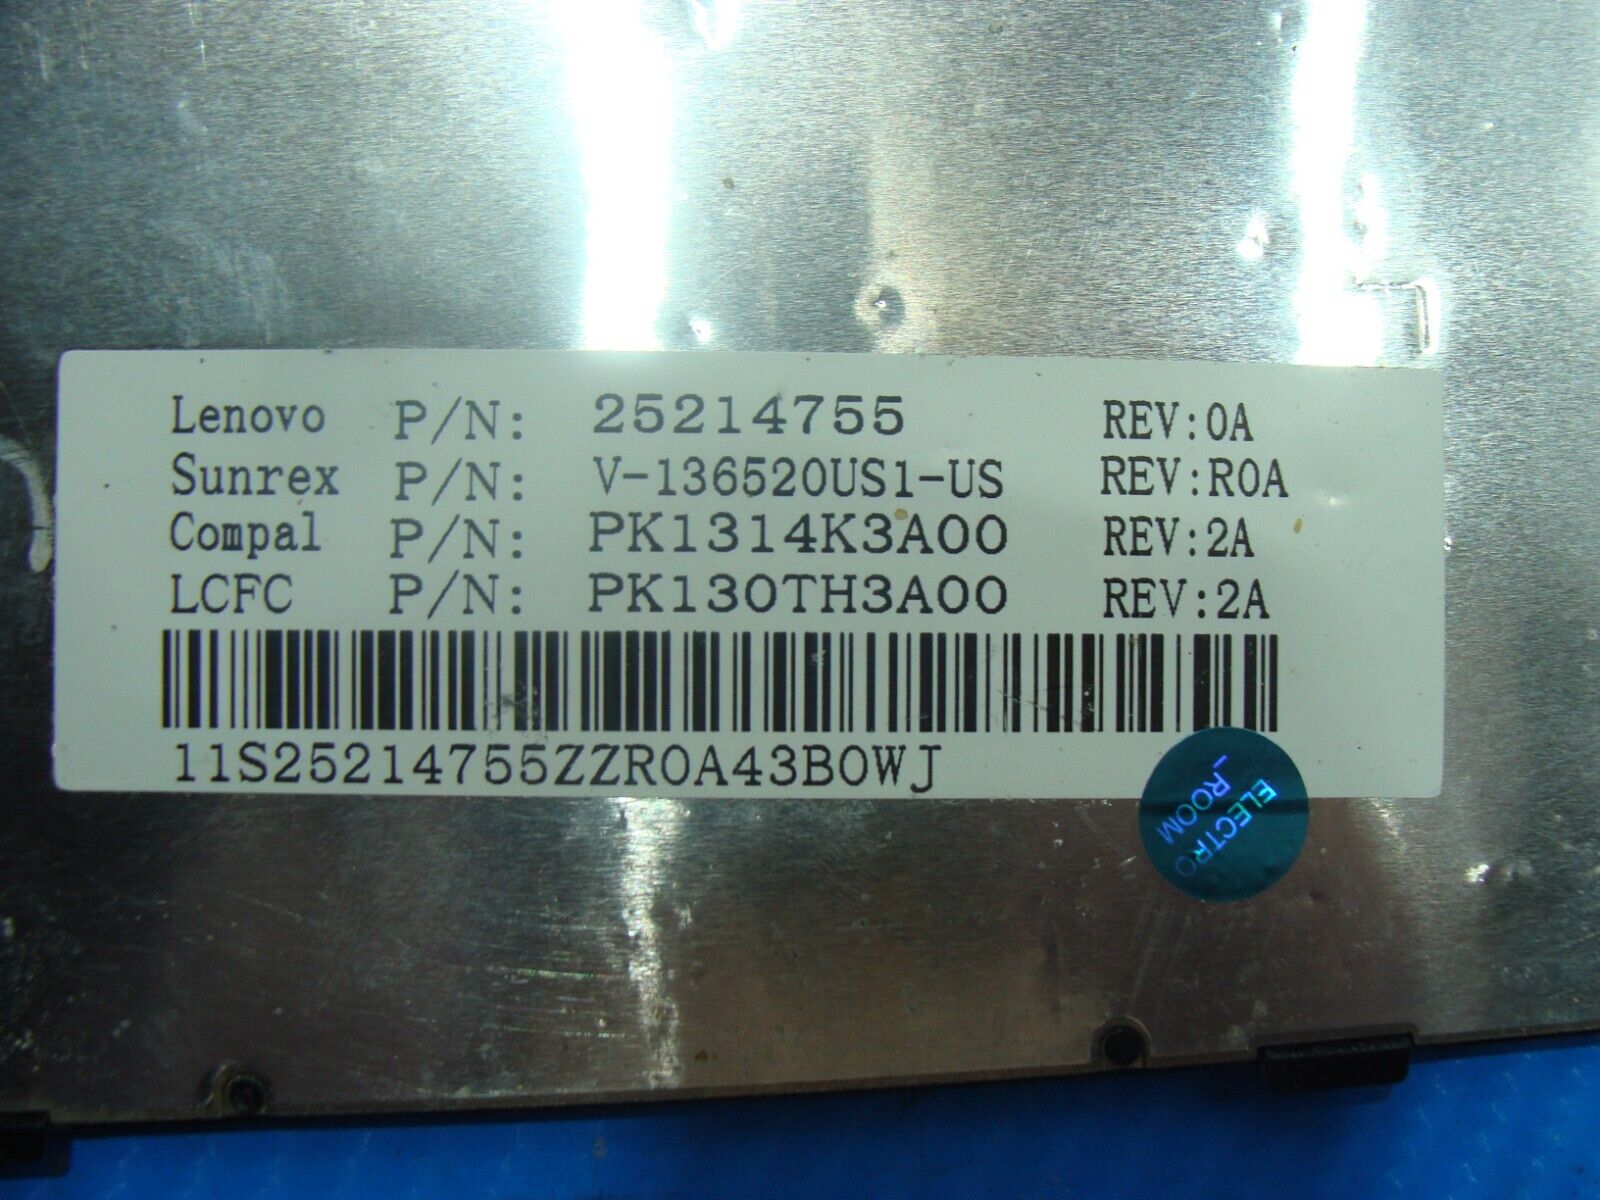 Lenovo P/N: 25214755 REV:0A
Sunrex P/N: V-136520US1-US REV:R0A
Compal P/N: PK1314K3A00 REV:2A
LCFC P/N: PK130TH3A00 REV:2A
11S25214755ZZR0A43B0WJ
ELECTRO
_ROOM